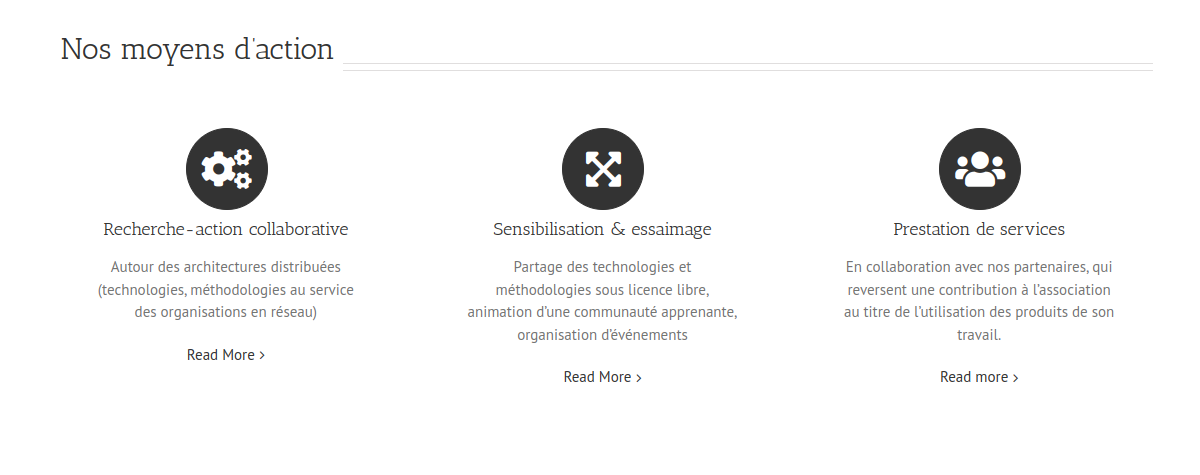 Nos moyens d'action
Recherche-action collaborative
Autour des architectures distribuées
(technologies, méthodologies au service
des organisations en réseau)
Read More >
Sensibilisation & essaimage
Partage des technologies et
méthodologies sous licence libre,
animation d'une communauté apprenante,
organisation d'événements
Read More >
Prestation de services
En collaboration avec nos partenaires, qui
reversent une contribution à l'association
au titre de l'utilisation des produits de son
travail.
Read more >